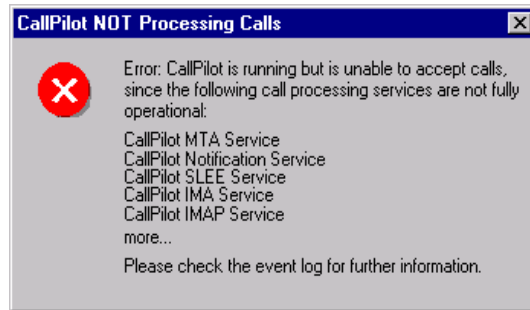 CallPilot NOT Processing Calls
Error: CallPilot is running but is unable to accept calls,
since the following call processing services are not fully
operational:
CallPilot MTA Service
CallPilot Notification Service
CallPilot SLEE Service
CallPilot IMA Service
CallPilot IMAP Service
more...
Please check the event log for further information.